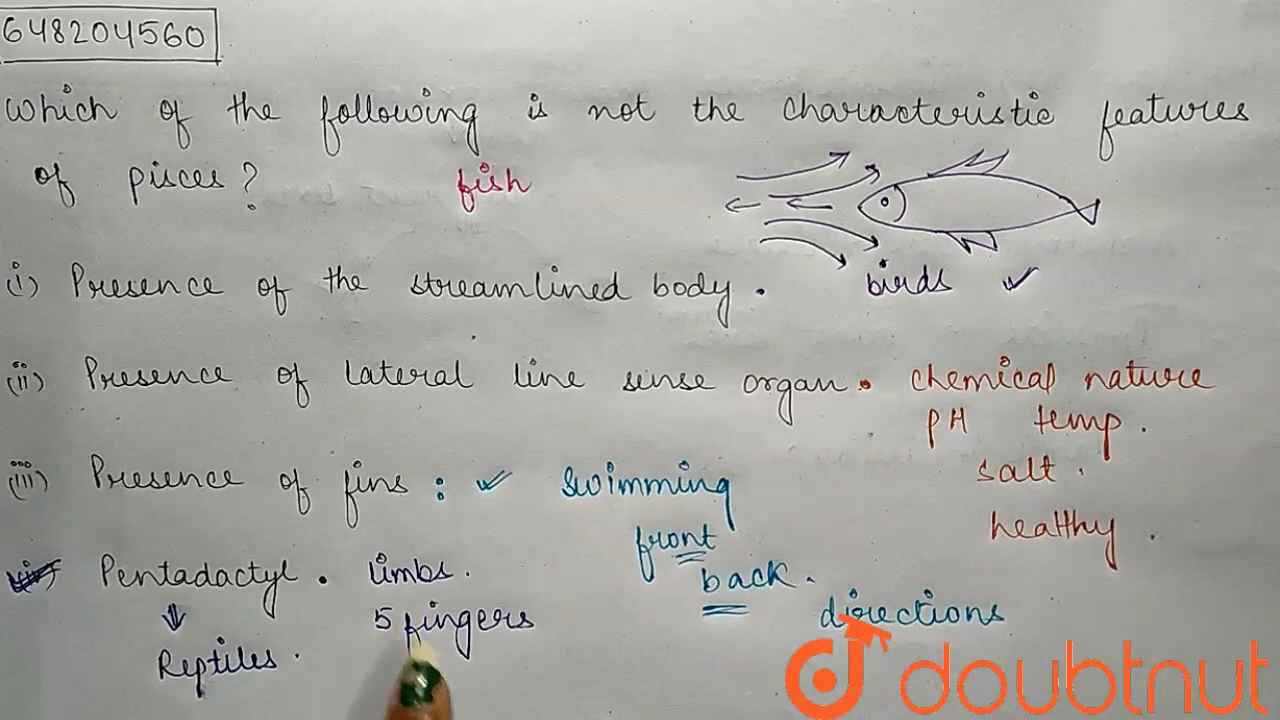 648204560
Which of the following is not the characteristic features
of pisces? fish
(i) Presence of the streamlined body. birds
(ii) Presence of lateral line sense organ. chemical nature
PH temp.
salt.
(iii) Presence of fins: swimming
healthy.
front
Pentadactyl. limbs.
back.
5 fingers
directions
Reptiles.
doubtnut